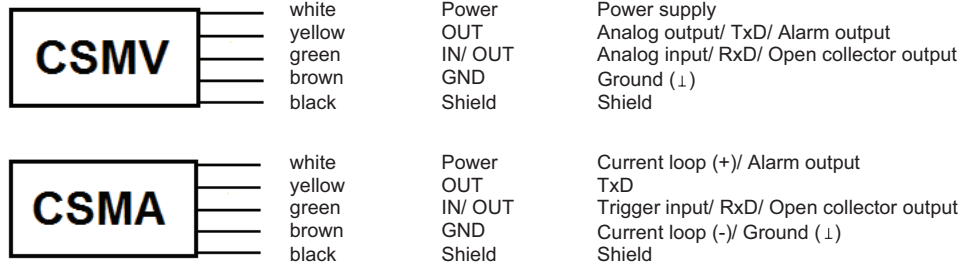 CSMV
white Power Power supply
yellow OUT Analog output/ TxD/ Alarm output
green IN/ OUT Analog input/ RxD/ Open collector output
brown GND Ground (⊥)
black Shield Shield
CSMA
white Power Current loop (+)/ Alarm output
yellow OUT TxD
green IN/ OUT Trigger input/ RxD/ Open collector output
brown GND Current loop (-)/ Ground (⊥)
black Shield Shield